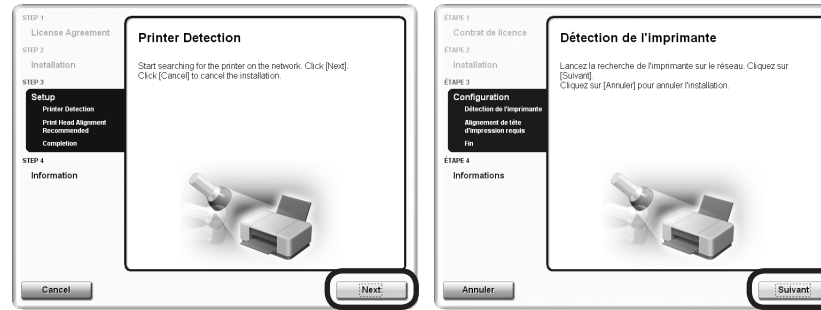 STEP 1
License Agreement
STEP 2
Installation
STEP 3
Setup
Printer Detection
Print Head Alignment
Recommended
Completion
STEP 4
Information
Printer Detection
Start searching for the printer on the network. Click [Next].
Click [Cancel] to cancel the installation.
Cancel
Next
ÉTAPE 1
Contrat de licence
ÉTAPE 2
Installation
ÉTAPE 3
Configuration
Détection de l'imprimante
Alignement de tête
d'impression requis
Fin
ÉTAPE 4
Informations
Détection de l'imprimante
Lancez la recherche de l'imprimante sur le réseau. Cliquez sur
[Suivant].
Cliquez sur [Annuler] pour annuler l'installation.
Annuler
Suivant